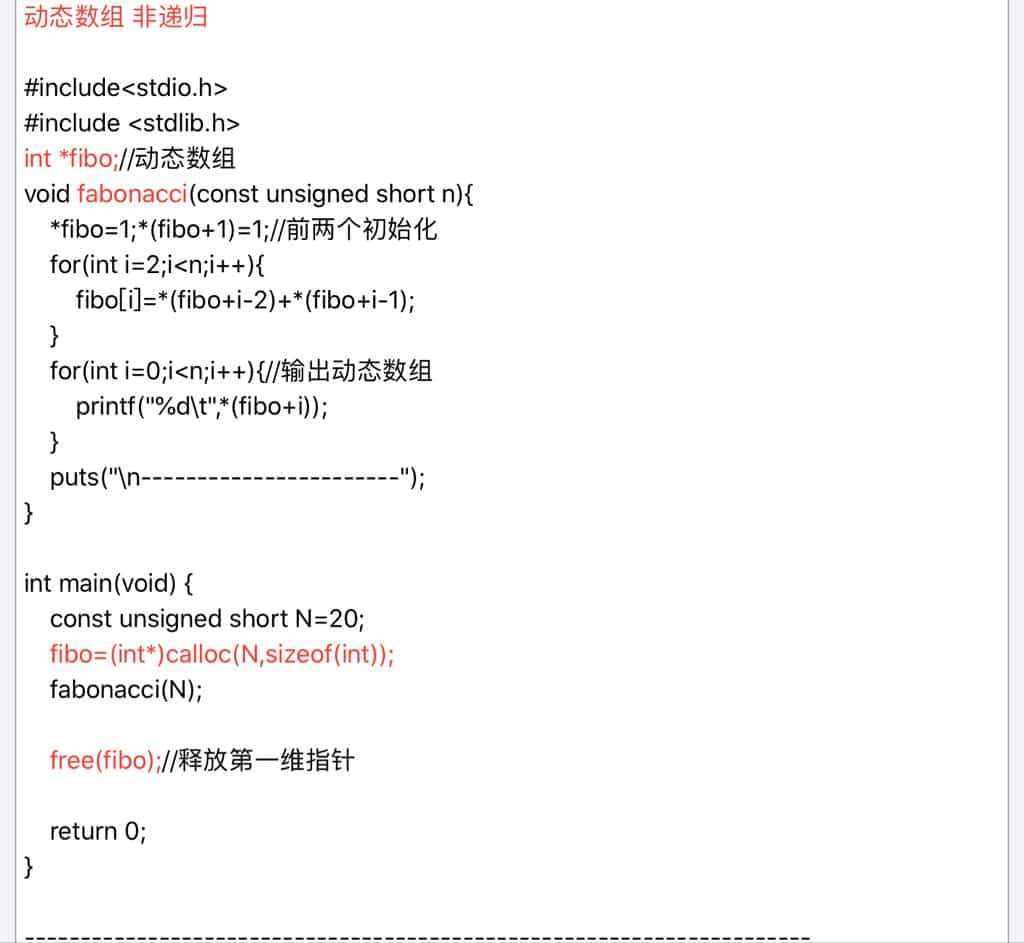 动态数组 非递归
#include<stdio.h>
#include <stdlib.h>
int *fibo;//动态数组
void fabonacci(const unsigned short n){
*fibo=1;*(fibo+1)=1;//前两个初始化
for(int i=2;i<n;i++){
fibo[i]=*(fibo+i-2)+*(fibo+i-1);
}
for(int i=0;i<n;i++){//输出动态数组
printf("%d\t",*(fibo+i));
}
puts("\n-----------------------");
}
int main(void) {
const unsigned short N=20;
fibo=(int*)calloc(N,sizeof(int));
fabonacci(N);
free(fibo);//释放第一维指针
return 0;
}
----------------------------------------------------------------------